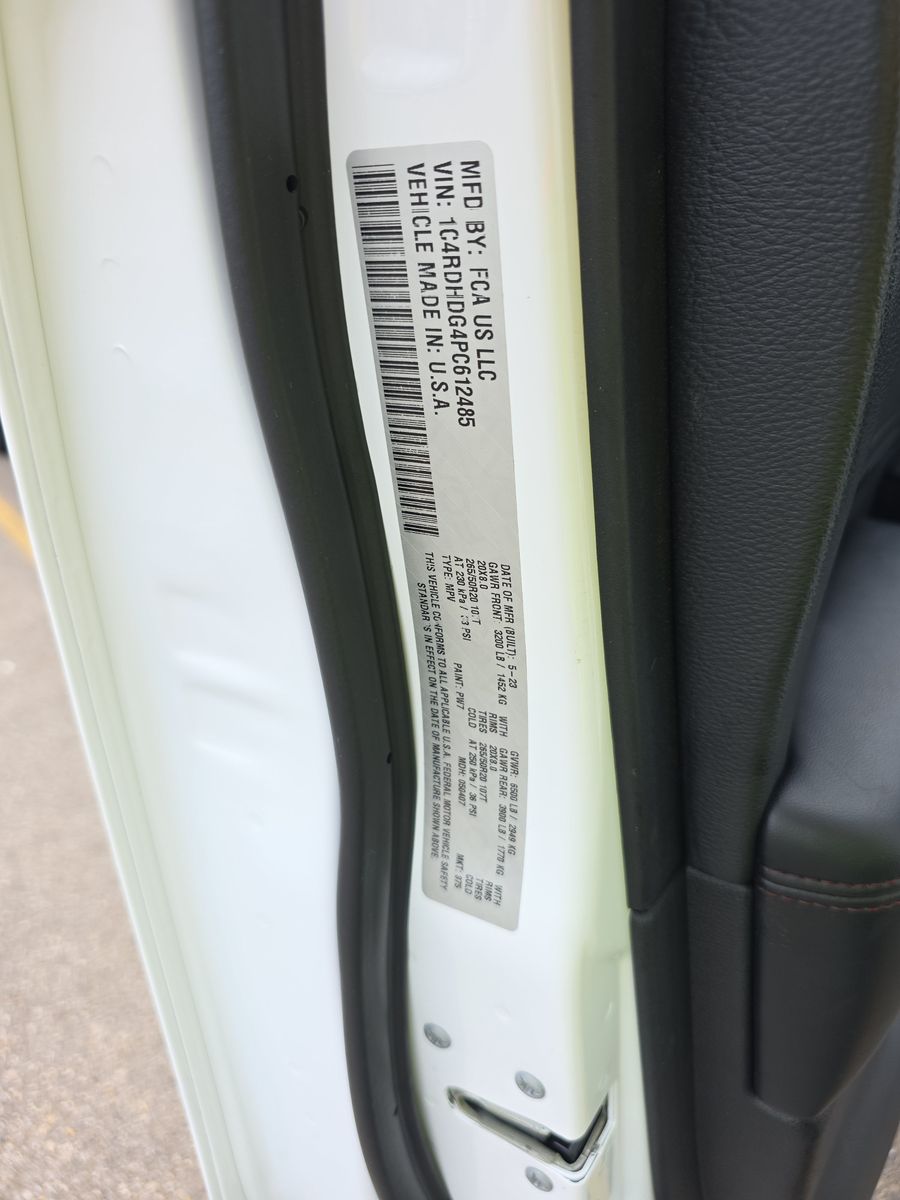 MFD BY: FCA US LLC
VIN: 1C4RDHDG4PC612485
VEHICLE MADE IN: U.S.A.
DATE OF MFR (BUILT): 5-23 GVWR: 6500 LB / 2949 KG
GAWR FRONT: 3200 LB / 1452 KG WITH GAWR REAR: 3900 LB / 1770 KG WITH
20X8.0 RIMS 20X8.0 RIMS
265/50R20 107T TIRES 265/50R20 107T TIRES
AT 230 kPa / 33 PSI COLD AT 250 kPa / 36 PSI COLD
TYPE: MPV PAINT: PW7 MDH: 050407 MKT: 975
THIS VEHICLE CONFORMS TO ALL APPLICABLE U.S.A. FEDERAL MOTOR VEHICLE SAFETY
STANDARDS IN EFFECT ON THE DATE OF MANUFACTURE SHOWN ABOVE.